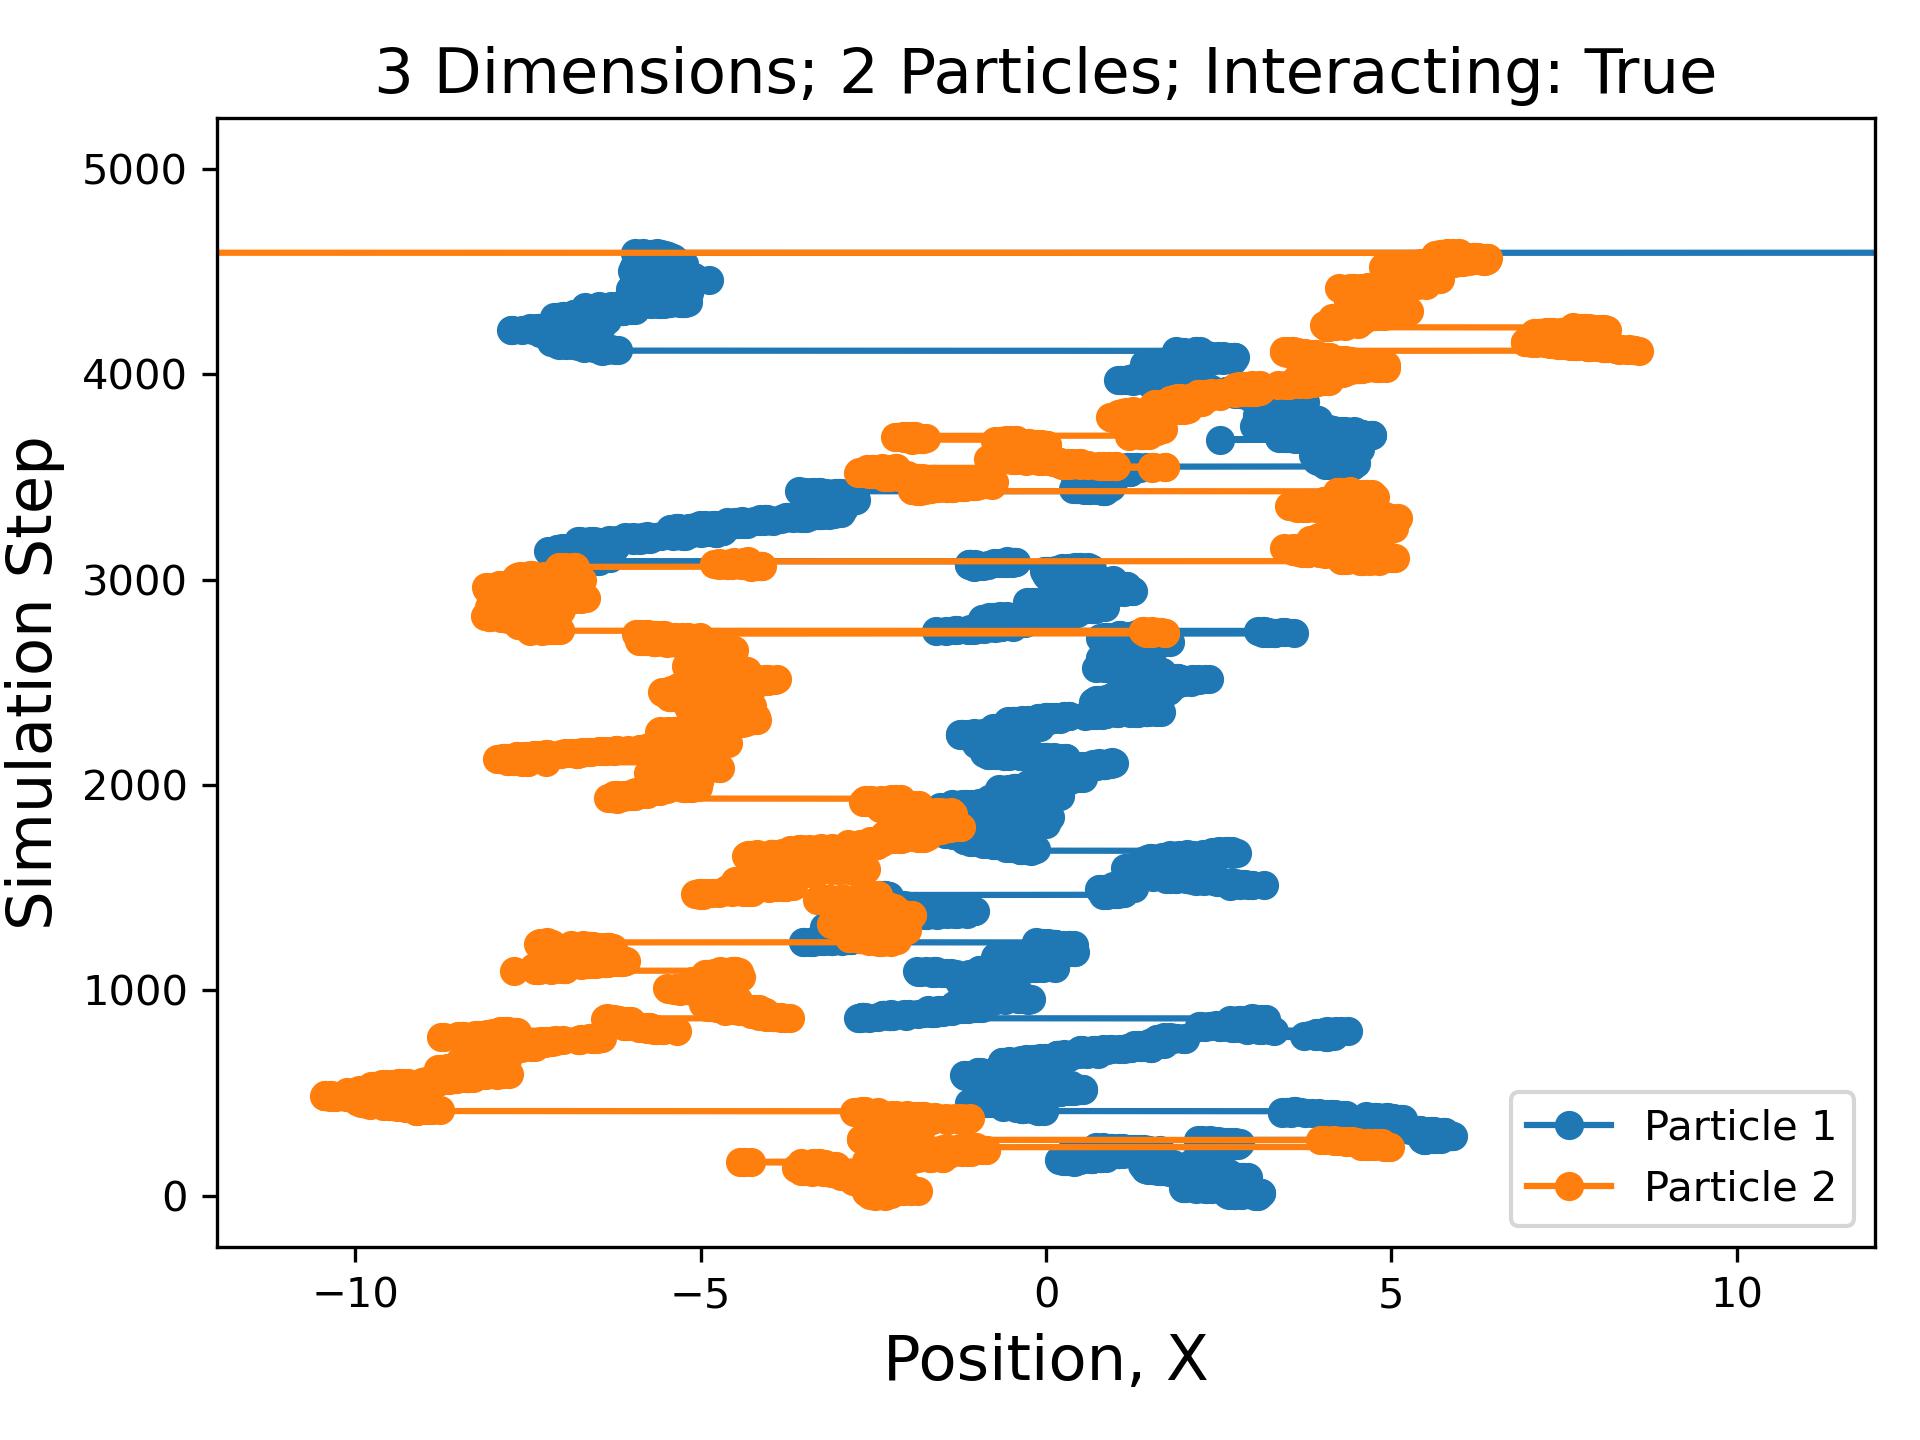 3 Dimensions; 2 Particles; Interacting: True
Simulation Step
5000
4000
3000
2000
1000
0
Particle 1
Particle 2
−10
−5
0
5
10
Position, X